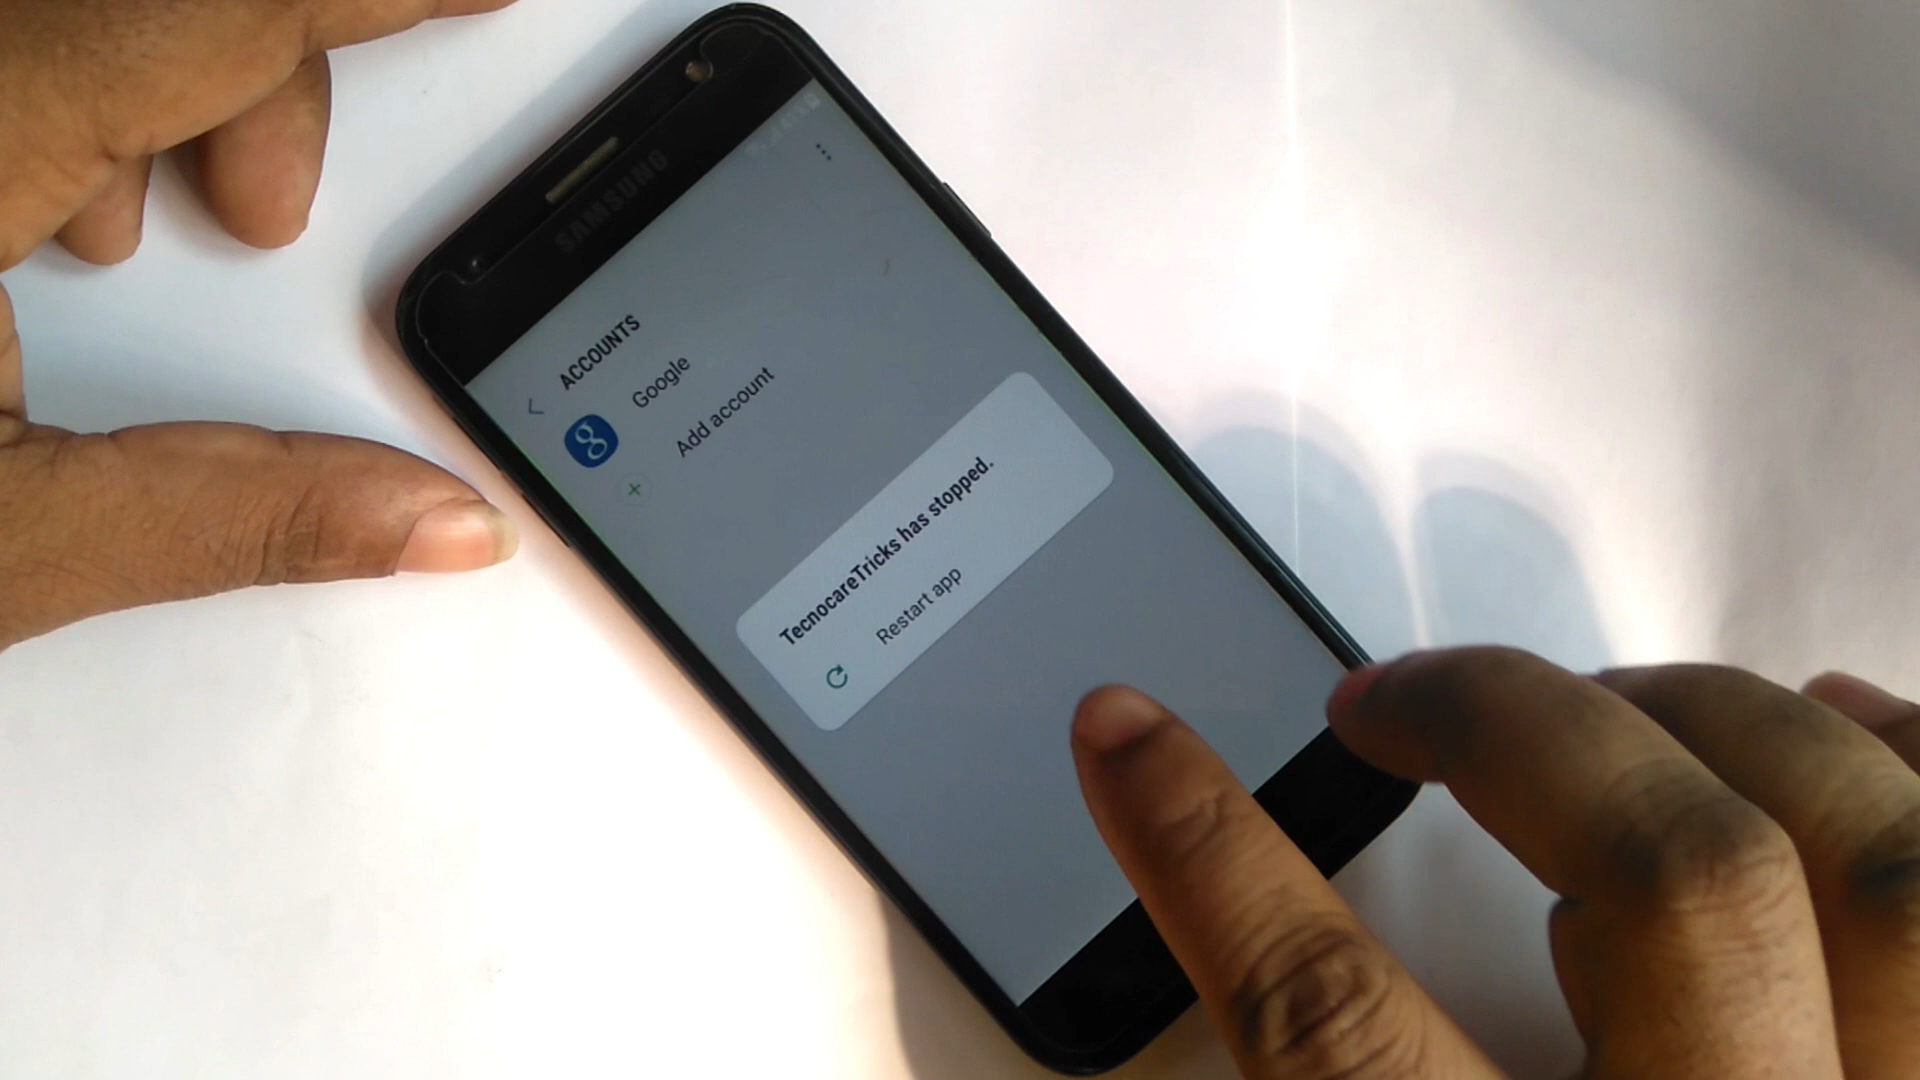 SAMSUNG
ACCOUNTS
Google
Add account
TecnocareTricks has stopped.
Restart app